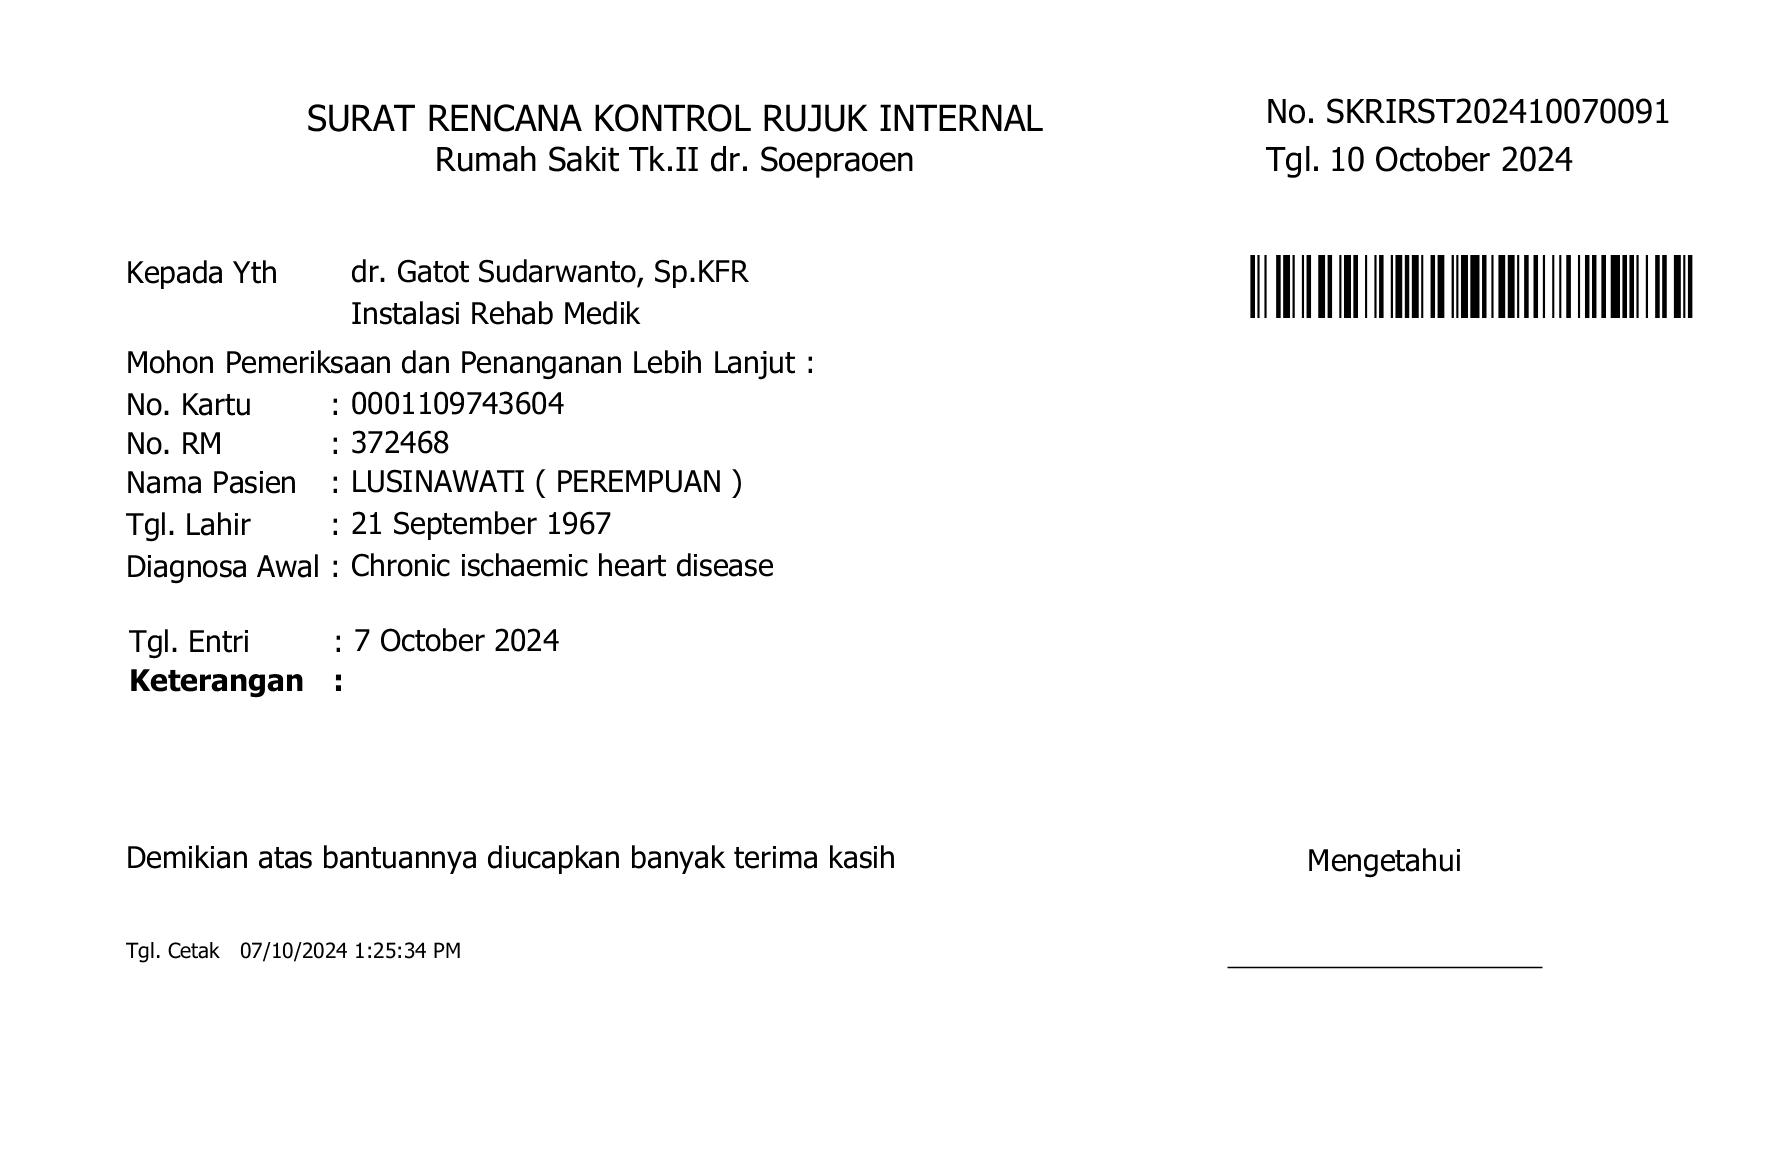 SURAT RENCANA KONTROL RUJUK INTERNAL
Rumah Sakit Tk.II dr. Soepraoen
No. SKRIRST202410070091
Tgl. 10 October 2024
Kepada Yth dr. Gatot Sudarwanto, Sp.KFR
Instalasi Rehab Medik
Mohon Pemeriksaan dan Penanganan Lebih Lanjut :
No. Kartu : 0001109743604
No. RM : 372468
Nama Pasien : LUSINAWATI ( PEREMPUAN )
Tgl. Lahir : 21 September 1967
Diagnosa Awal : Chronic ischaemic heart disease
Tgl. Entri : 7 October 2024
Keterangan :
Demikian atas bantuannya diucapkan banyak terima kasih
Mengetahui
Tgl. Cetak 07/10/2024 1:25:34 PM